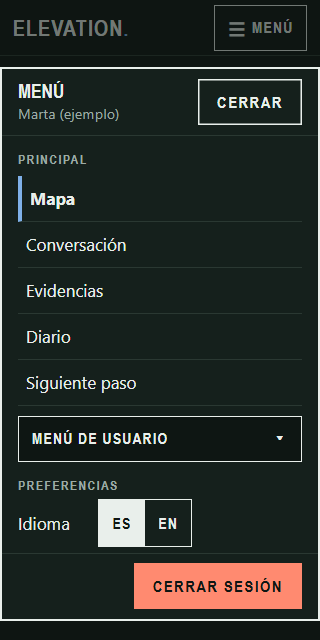 ELEVATION.
☰ MENÚ
MENÚ
Marta (ejemplo)
CERRAR
PRINCIPAL
Mapa
Conversación
Evidencias
Diario
Siguiente paso
MENÚ DE USUARIO
PREFERENCIAS
Idioma
ES
EN
CERRAR SESIÓN